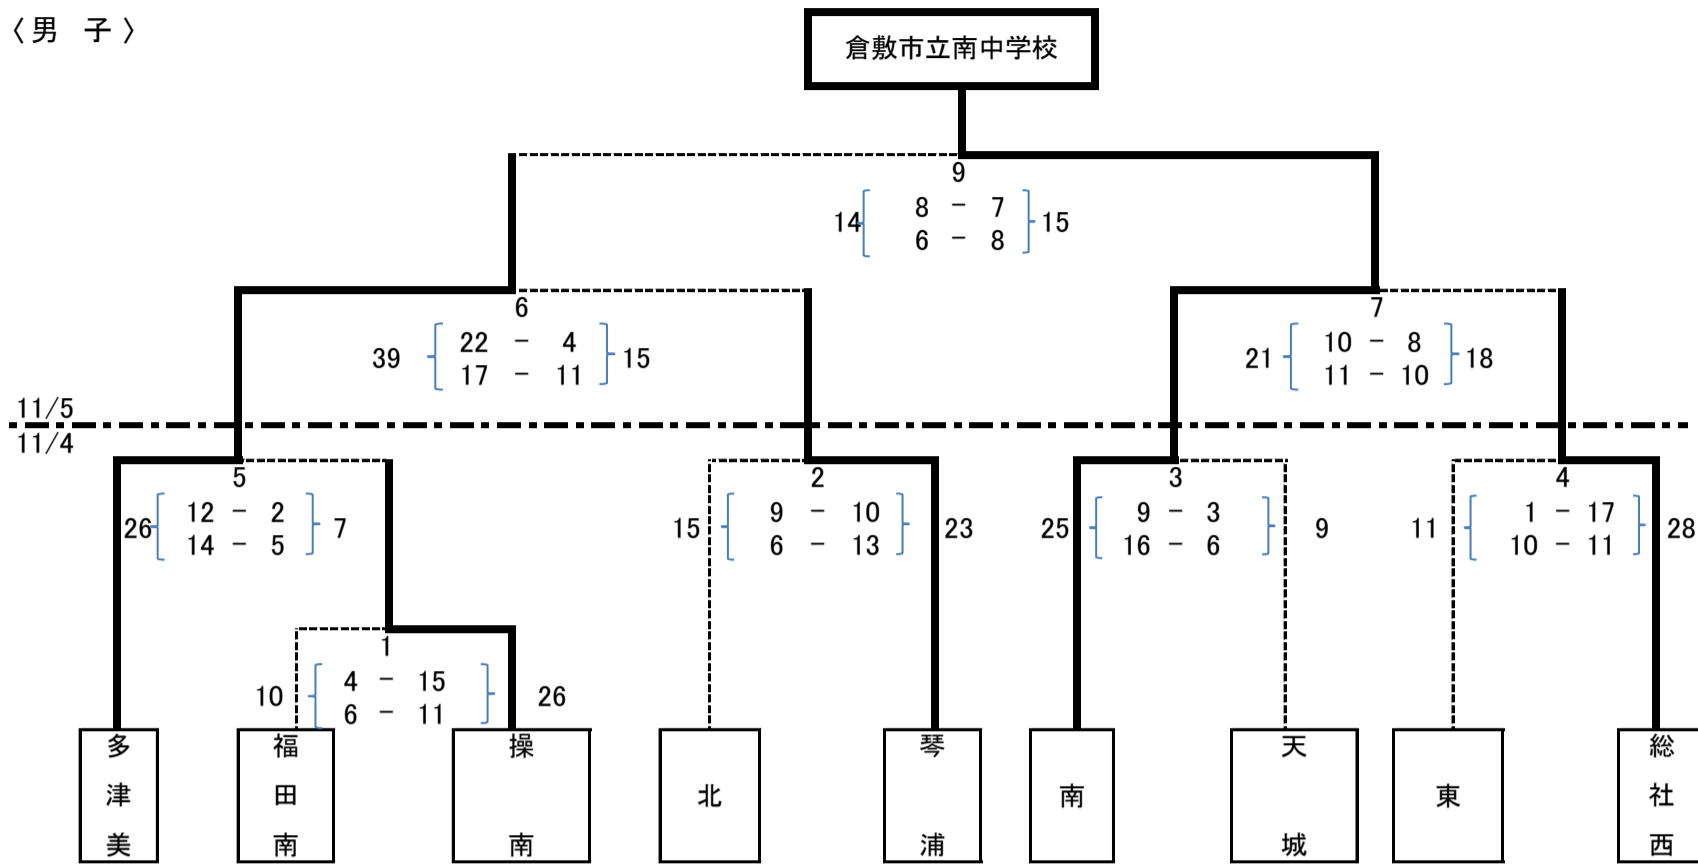 〈男 子〉
倉敷市立南中学校
9
14 8 - 7 15
6 - 8
6
39 22 - 4 15
17 - 11
7
21 10 - 8 18
11 - 10
11/5
11/4
5
26 12 - 2 7
14 - 5
2
15 9 - 10 23
6 - 13
3
25 9 - 3 9
16 - 6
4
11 1 - 17 28
10 - 11
1
10 4 - 15 26
6 - 11
多津美
福田南
操南
北
琴浦
南
天城
東
総社西